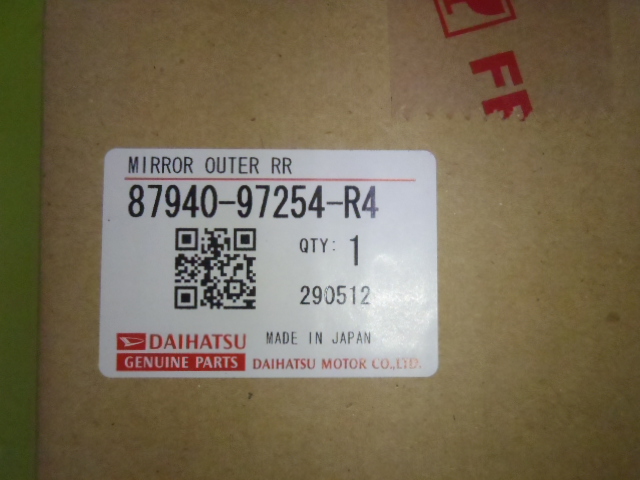 MIRROR OUTER RR
87940-97254-R4
QTY: 1
290512
DAIHATSU
MADE IN JAPAN
GENUINE PARTS
DAIHATSU MOTOR CO.,LTD.